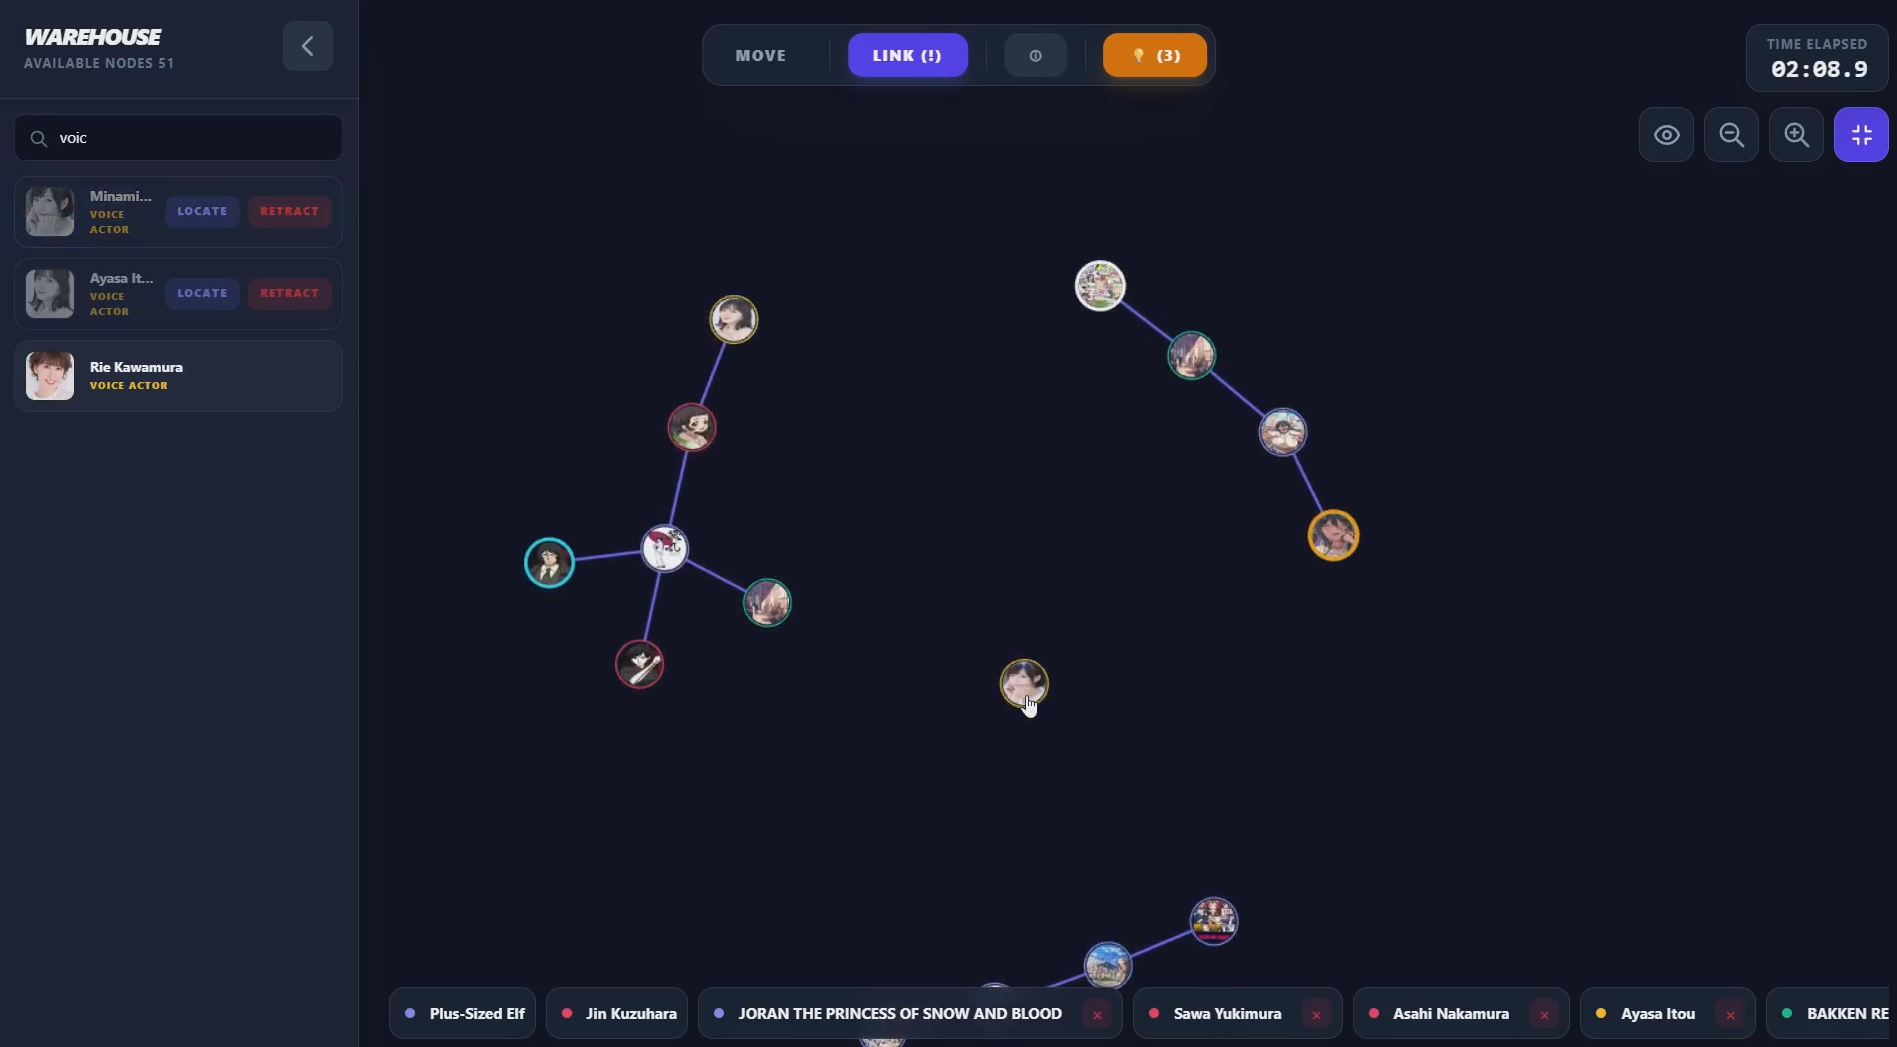 WAREHOUSE
AVAILABLE NODES 51
voic
Minami...
VOICE
ACTOR
LOCATE
RETRACT
Ayasa It...
VOICE
ACTOR
LOCATE
RETRACT
Rie Kawamura
VOICE ACTOR
MOVE
LINK (!)
(3)
TIME ELAPSED
02:08.9
Plus-Sized Elf
Jin Kuzuhara
JORAN THE PRINCESS OF SNOW AND BLOOD
Sawa Yukimura
Asahi Nakamura
Ayasa Itou
BAKKEN RE